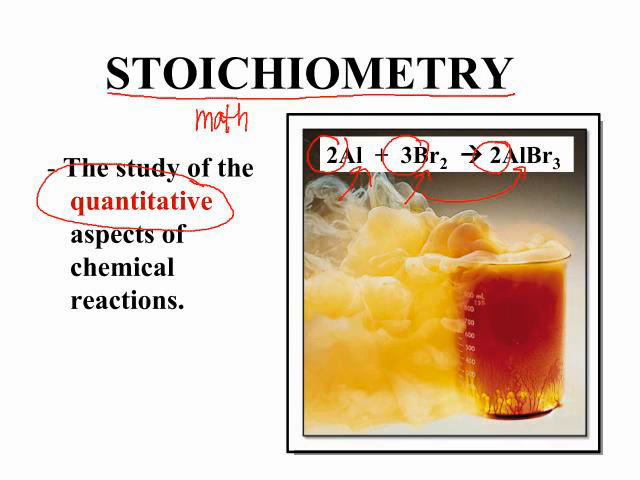 STOICHIOMETRY
math
- The study of the
quantitative
aspects of
chemical
reactions.
2Al + 3Br₂ → 2AlBr₃